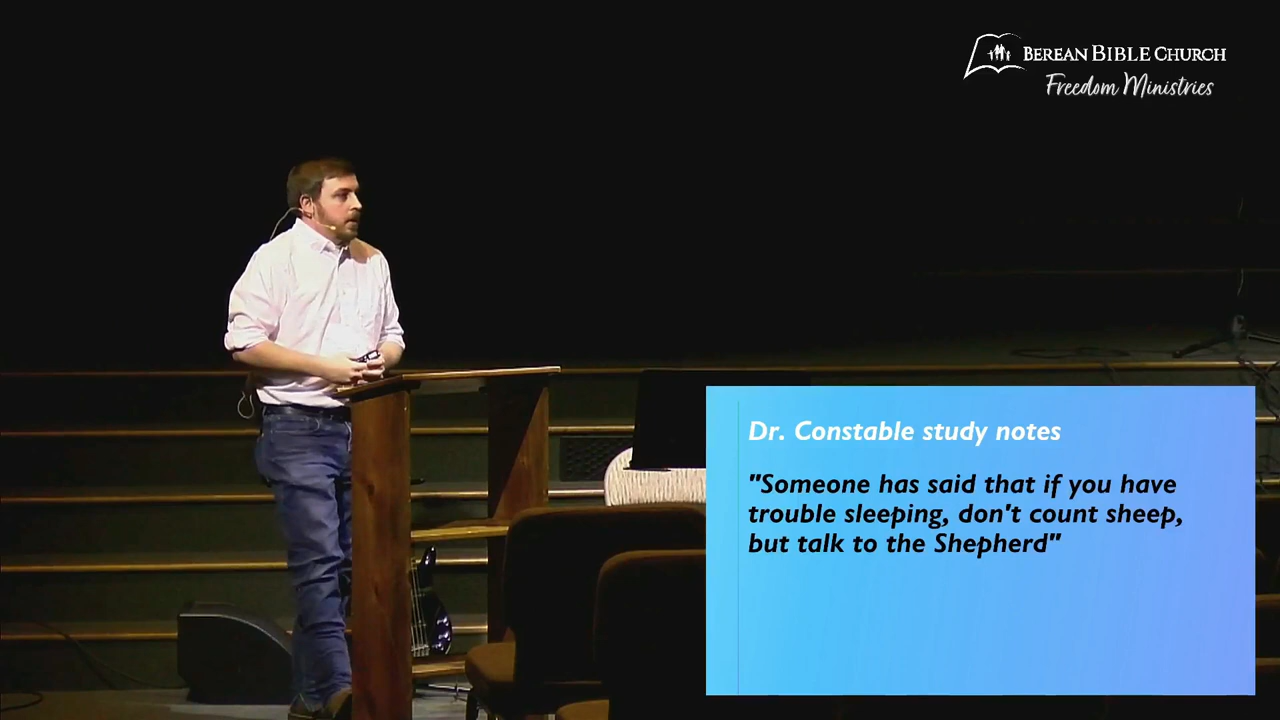 BEREAN BIBLE CHURCH
Freedom Ministries
Dr. Constable study notes
"Someone has said that if you have
trouble sleeping, don't count sheep,
but talk to the Shepherd"